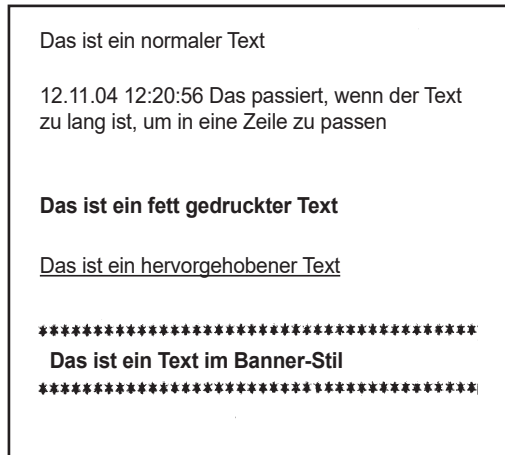 Das ist ein normaler Text
12.11.04 12:20:56 Das passiert, wenn der Text
zu lang ist, um in eine Zeile zu passen
Das ist ein fett gedruckter Text
Das ist ein hervorgehobener Text
****************************************
Das ist ein Text im Banner-Stil
****************************************